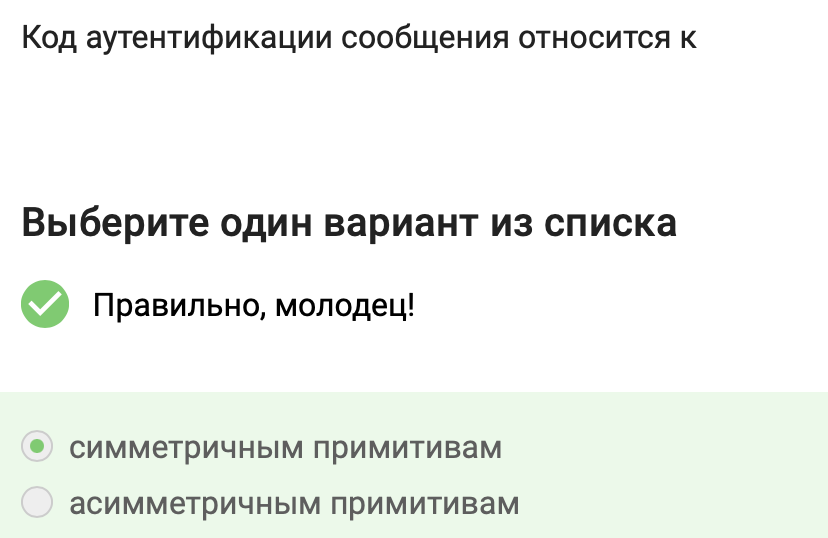 Код аутентификации сообщения относится к
Выберите один вариант из списка
Правильно, молодец!
симметричным примитивам
асимметричным примитивам